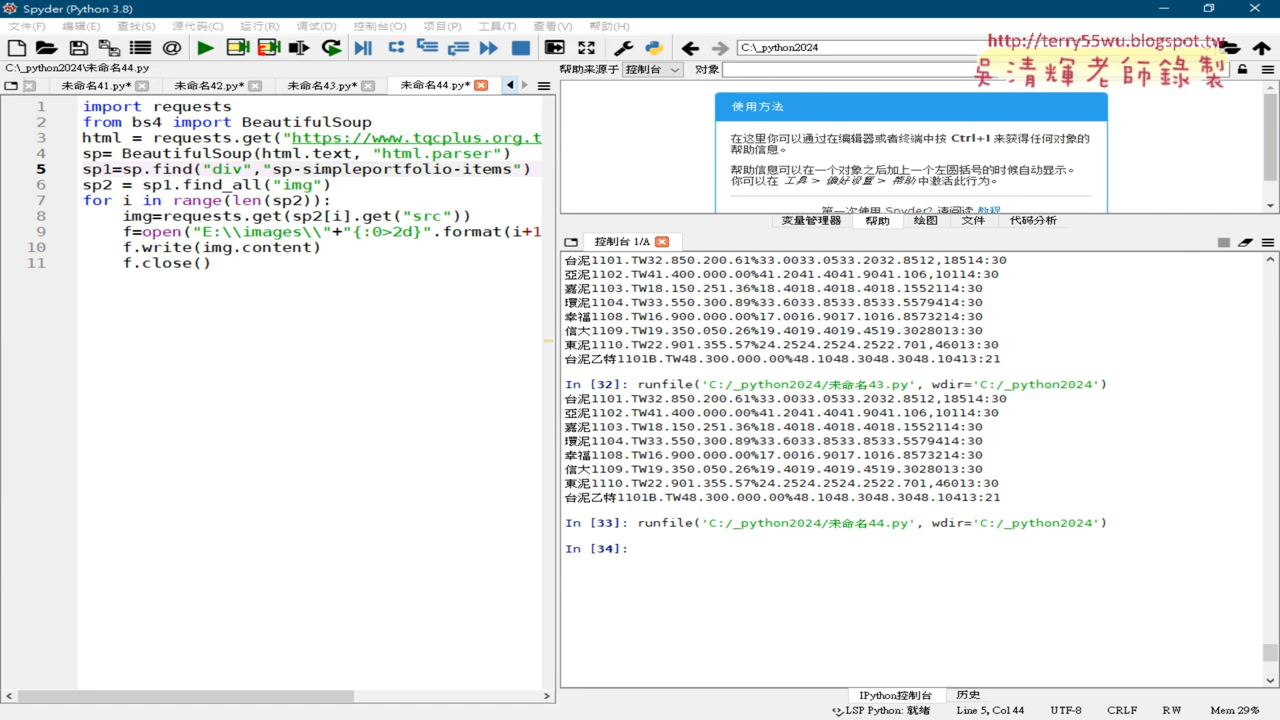 Spyder (Python 3.8)
文件(F) 编辑(E) 查找(S) 源代码(C) 运行(R) 调试(D) 控制台(O) 项目(P) 工具(T) 查看(V) 帮助(H)
C:\_python2024
http://terry55wu.blogspot.tw
吳清輝老師錄製
C:\_python2024\未命名44.py
帮助来源于 控制台 对象
未命名41.py* 未命名42.py* 未命名43.py* 未命名44.py*
1 import requests
2 from bs4 import BeautifulSoup
3 html = requests.get("https://www.tqcplus.org.t
4 sp= BeautifulSoup(html.text, "html.parser")
5 sp1=sp.find("div","sp-simpleportfolio-items")
6 sp2 = sp1.find_all("img")
7 for i in range(len(sp2)):
8 img=requests.get(sp2[i].get("src"))
9 f=open("E:\\images\\"+"{:0>2d}".format(i+1
10 f.write(img.content)
11 f.close()
使用方法
在这里你可以通过在编辑器或者终端中按 Ctrl+I 来获得任何对象的
帮助信息。
帮助信息可以在一个对象之后加上一个左圆括号的时候自动显示。
你可以在 工具 > 偏好设置 > 帮助 中激活此行为。
第一次使用 Spyder? 请阅读 教程
变量管理器 帮助 绘图 文件 代码分析
控制台 1/A
台泥1101.TW32.850.200.61%33.0033.0533.2032.8512,18514:30
亞泥1102.TW41.400.000.00%41.2041.4041.9041.106,10114:30
嘉泥1103.TW18.150.251.36%18.4018.4018.4018.1552114:30
環泥1104.TW33.550.300.89%33.6033.8533.8533.5579414:30
幸福1108.TW16.900.000.00%17.0016.9017.1016.8573214:30
信大1109.TW19.350.050.26%19.4019.4019.4519.3028013:30
東泥1110.TW22.901.355.57%24.2524.2524.2522.701,46013:30
台泥乙特1101B.TW48.300.000.00%48.1048.3048.3048.10413:21
In [32]: runfile('C:/_python2024/未命名43.py', wdir='C:/_python2024')
台泥1101.TW32.850.200.61%33.0033.0533.2032.8512,18514:30
亞泥1102.TW41.400.000.00%41.2041.4041.9041.106,10114:30
嘉泥1103.TW18.150.251.36%18.4018.4018.4018.1552114:30
環泥1104.TW33.550.300.89%33.6033.8533.8533.5579414:30
幸福1108.TW16.900.000.00%17.0016.9017.1016.8573214:30
信大1109.TW19.350.050.26%19.4019.4019.4519.3028013:30
東泥1110.TW22.901.355.57%24.2524.2524.2522.701,46013:30
台泥乙特1101B.TW48.300.000.00%48.1048.3048.3048.10413:21
In [33]: runfile('C:/_python2024/未命名44.py', wdir='C:/_python2024')
In [34]:
IPython控制台 历史
LSP Python: 就绪 Line 5, Col 44 UTF-8 CRLF RW Mem 29%